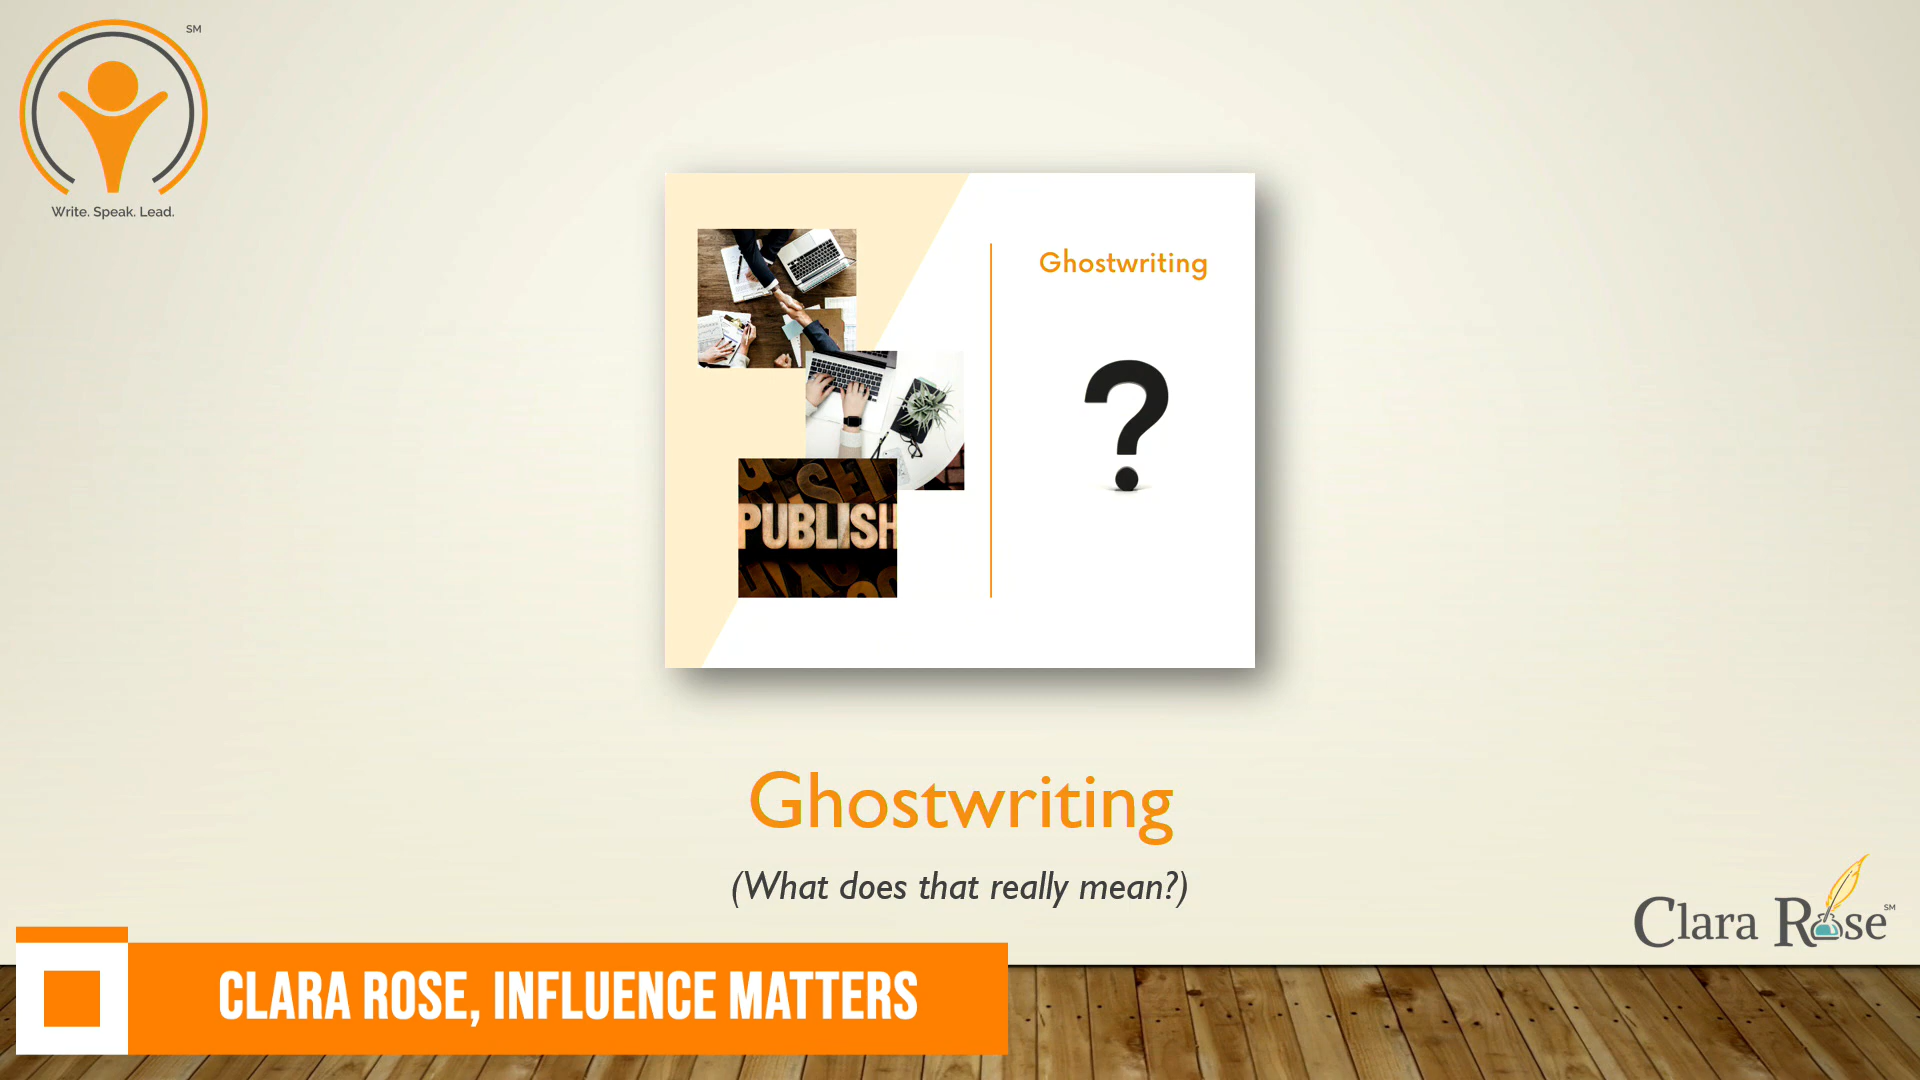 SM
Write. Speak. Lead.
Ghostwriting
?
PUBLISH
Ghostwriting
(What does that really mean?)
Clara Rose SM
CLARA ROSE, INFLUENCE MATTERS